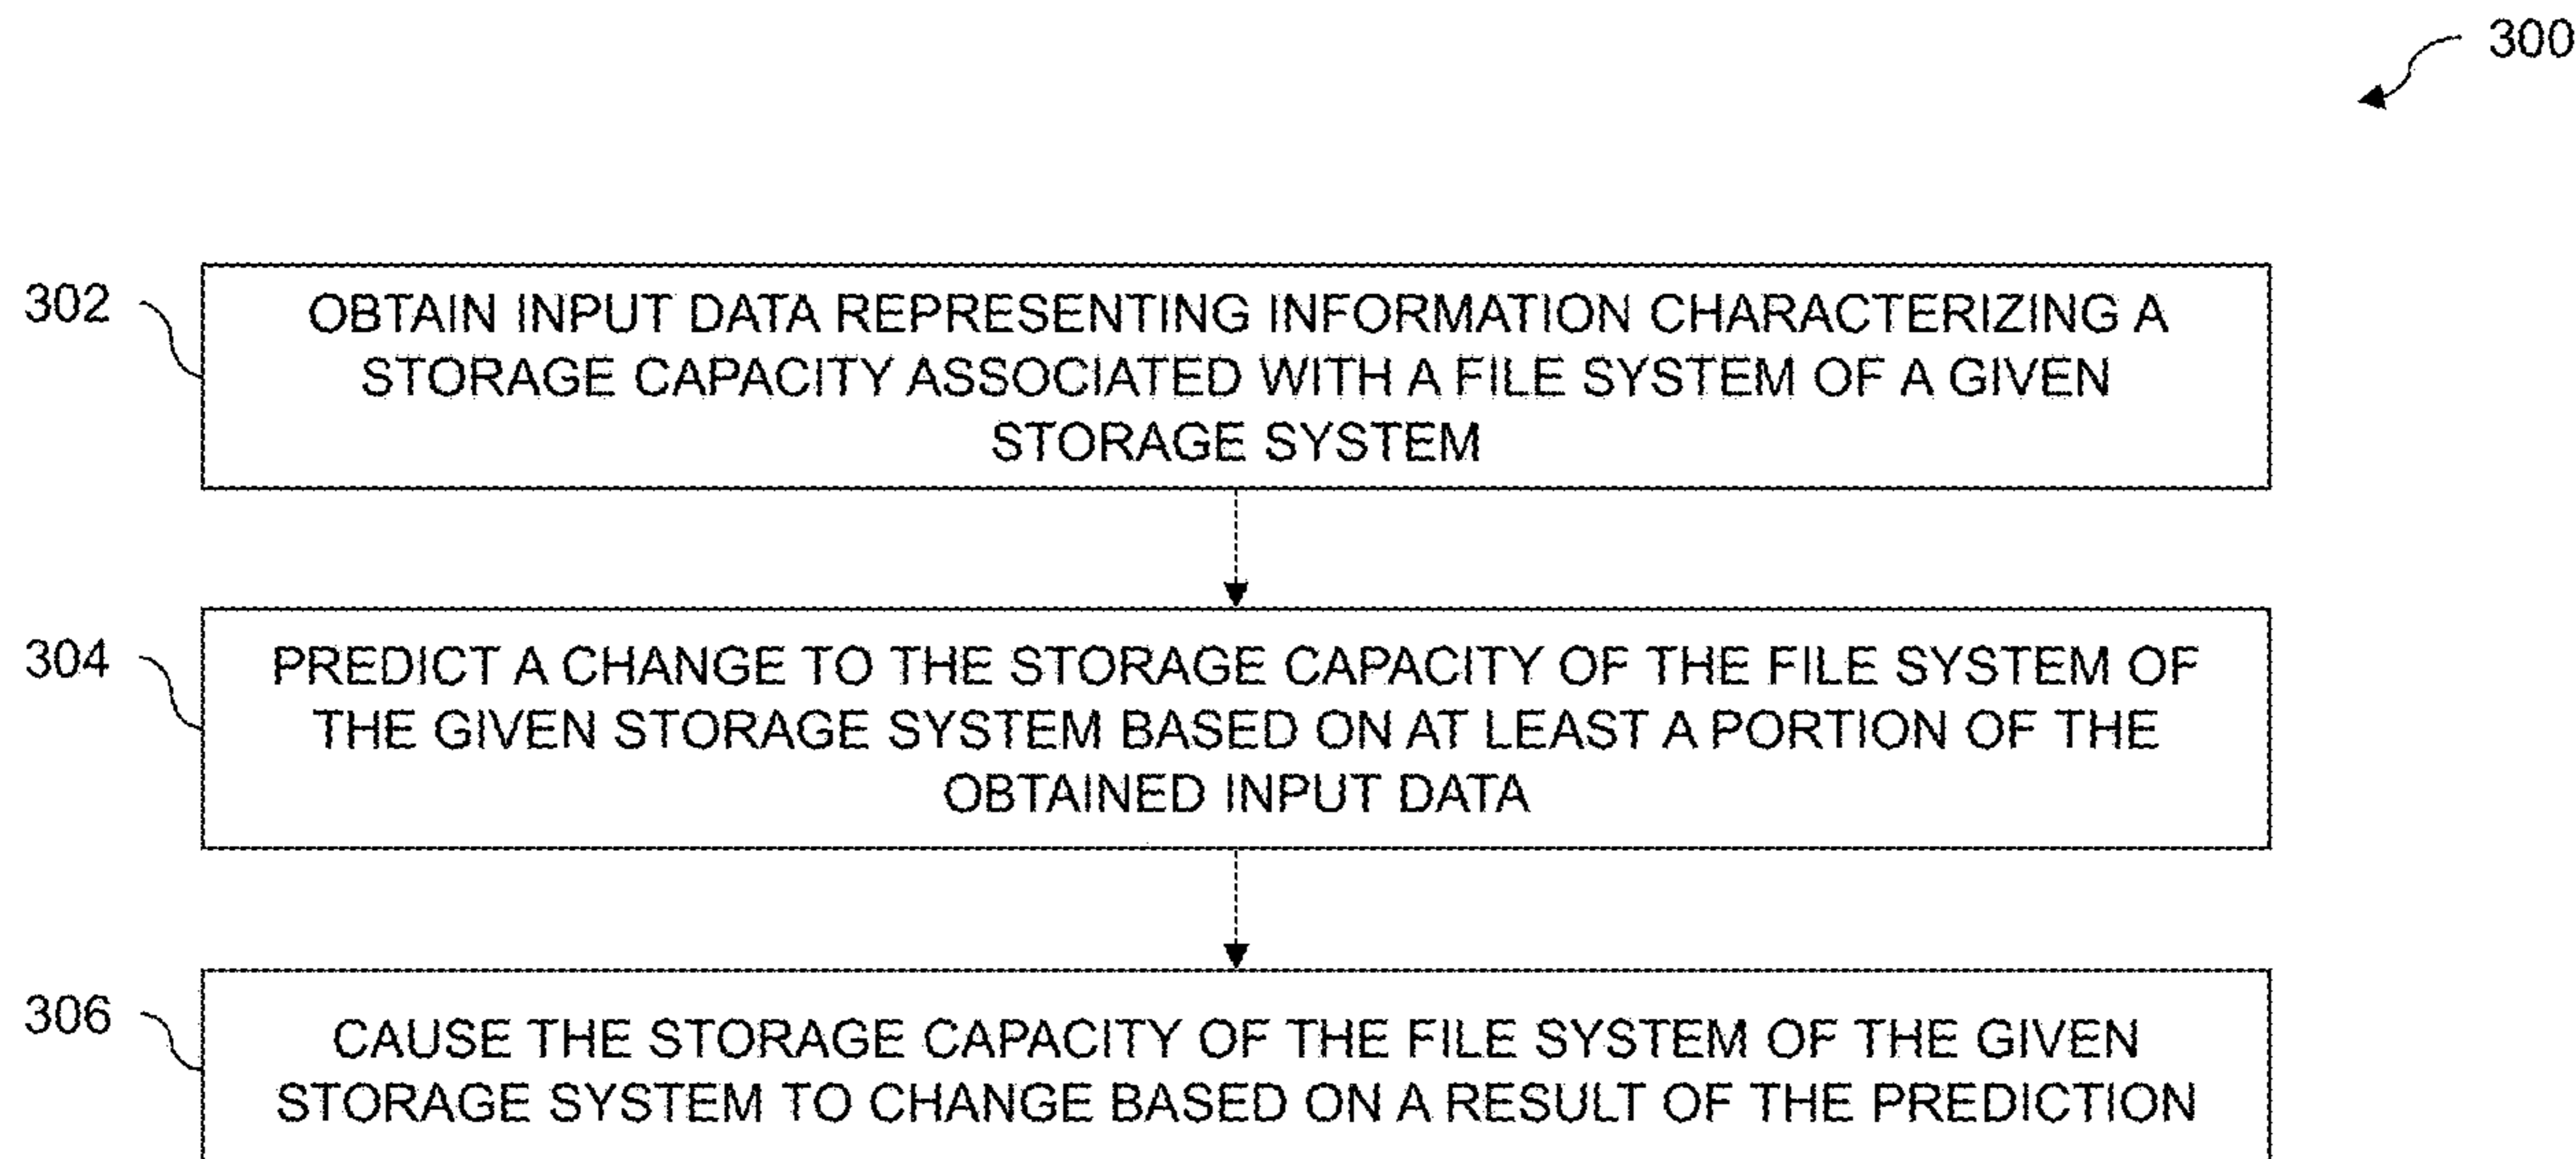 300
302
OBTAIN INPUT DATA REPRESENTING INFORMATION CHARACTERIZING A
STORAGE CAPACITY ASSOCIATED WITH A FILE SYSTEM OF A GIVEN
STORAGE SYSTEM
304
PREDICT A CHANGE TO THE STORAGE CAPACITY OF THE FILE SYSTEM OF
THE GIVEN STORAGE SYSTEM BASED ON AT LEAST A PORTION OF THE
OBTAINED INPUT DATA
306
CAUSE THE STORAGE CAPACITY OF THE FILE SYSTEM OF THE GIVEN
STORAGE SYSTEM TO CHANGE BASED ON A RESULT OF THE PREDICTION